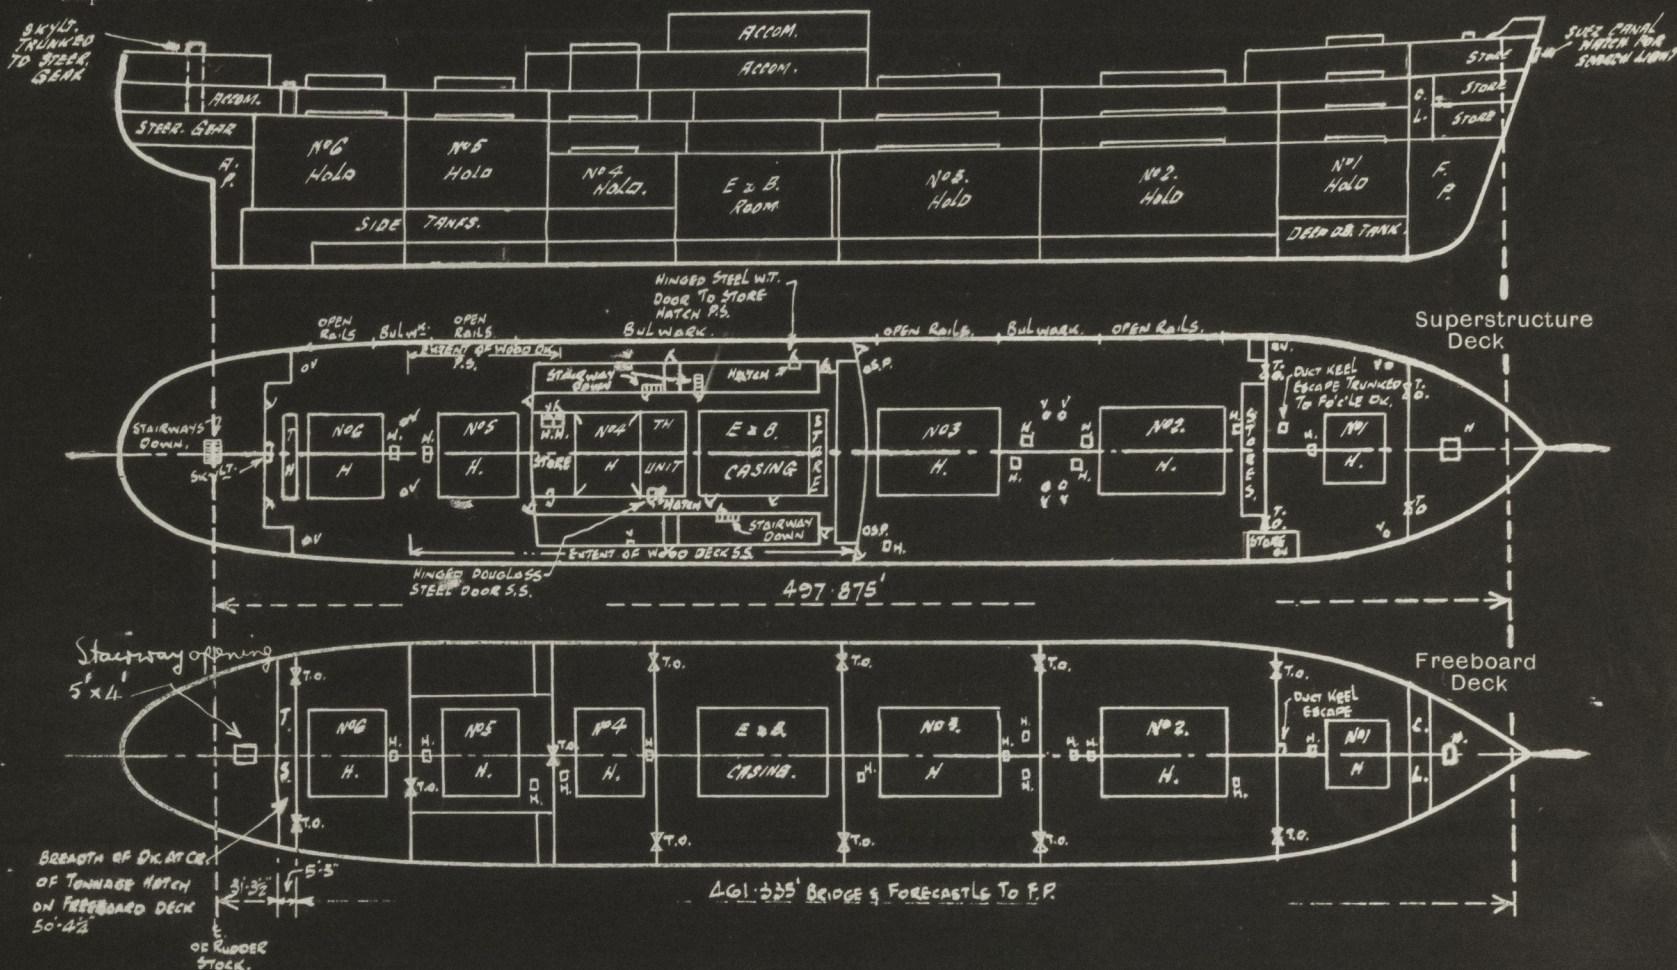 SKYLT.
TRUNKED
TO STEER.
GEAR
ACCOM.
ACCOM.
SUEZ CANAL
HATCH FOR
SEARCH LIGHT
STORE
STORE
STORE
ACCOM.
STEER. GEAR
A.
P.
No6
HOLD
No5
HOLD
No4
HOLD.
E & B.
ROOM.
No3.
HOLD
No2.
HOLD
No1
HOLD
C.
L.
F.
P.
SIDE TANKS.
DEEP D.B. TANK.
HINGED STEEL W.T.
DOOR TO STORE
HATCH P.S.
OPEN
RAILS
BULWK.
OPEN
RAILS.
BULWARK.
OPEN RAILS.
BULWARK.
OPEN RAILS.
Superstructure
Deck
EXTENT OF WOOD DK.
P.S.
STAIRWAY
DOWN
HATCH
O.S.P.
DUCT KEEL
ESCAPE TRUNKED
TO FO'C'LE DK.
STAIRWAYS
DOWN.
SKYLT.
T
H
No6
H
H.
H.
No5
H.
H.H.
STORE
No4
H
TH
UNIT
E & B.
CASING
STORE
No3
H.
H.
H.
H.
H.
No2.
H.
H.
STORES.
H.
No1
H.
H
T.
O.
T.
O.
T.
O.
HATCH
STAIRWAY
DOWN
O.S.P.
H.
STORE
EXTENT OF WOOD DECK S.S.
HINGED DOUGLASS
STEEL DOOR S.S.
497.875'
Stairway opening
5' x 4'
Freeboard
Deck
T.O.
T.O.
T.O.
T.O.
T.O.
DUCT KEEL
ESCAPE
T.
S.
No6
H.
H.
H.
No5
H.
T.O.
No4
H.
H.
E & B.
CASING.
No3.
H
H.
H.
H.
No2.
H.
H.
No1
H
C.
L.
H.
T.O.
H.
H.
H.
H.
H.
T.O.
T.O.
T.O.
T.O.
T.O.
BREADTH OF DK. AT CR.
OF TONNAGE HATCH
ON FREEBOARD DECK
50'-4½"
31'-3½"
5'-3"
461.335' BRIDGE & FORECASTLE TO F.P.
℄
OF RUDDER
STOCK.